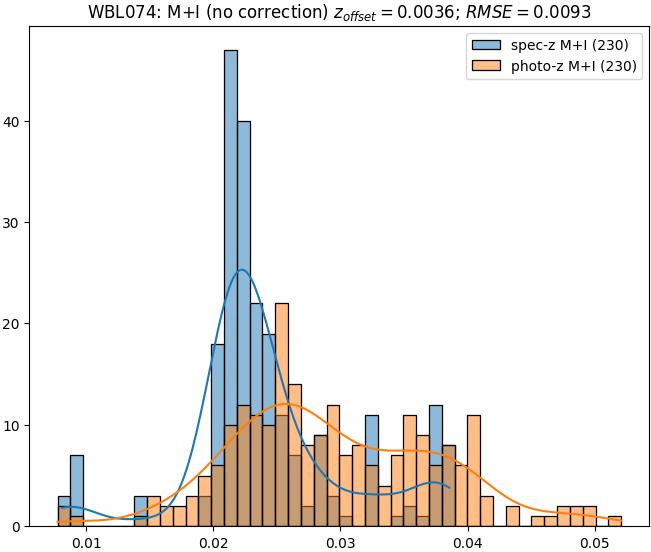 WBL074: M+I (no correction) z_offset = 0.0036; RMSE = 0.0093
spec-z M+I (230)
photo-z M+I (230)
40
30
20
10
0
0.01 0.02 0.03 0.04 0.05